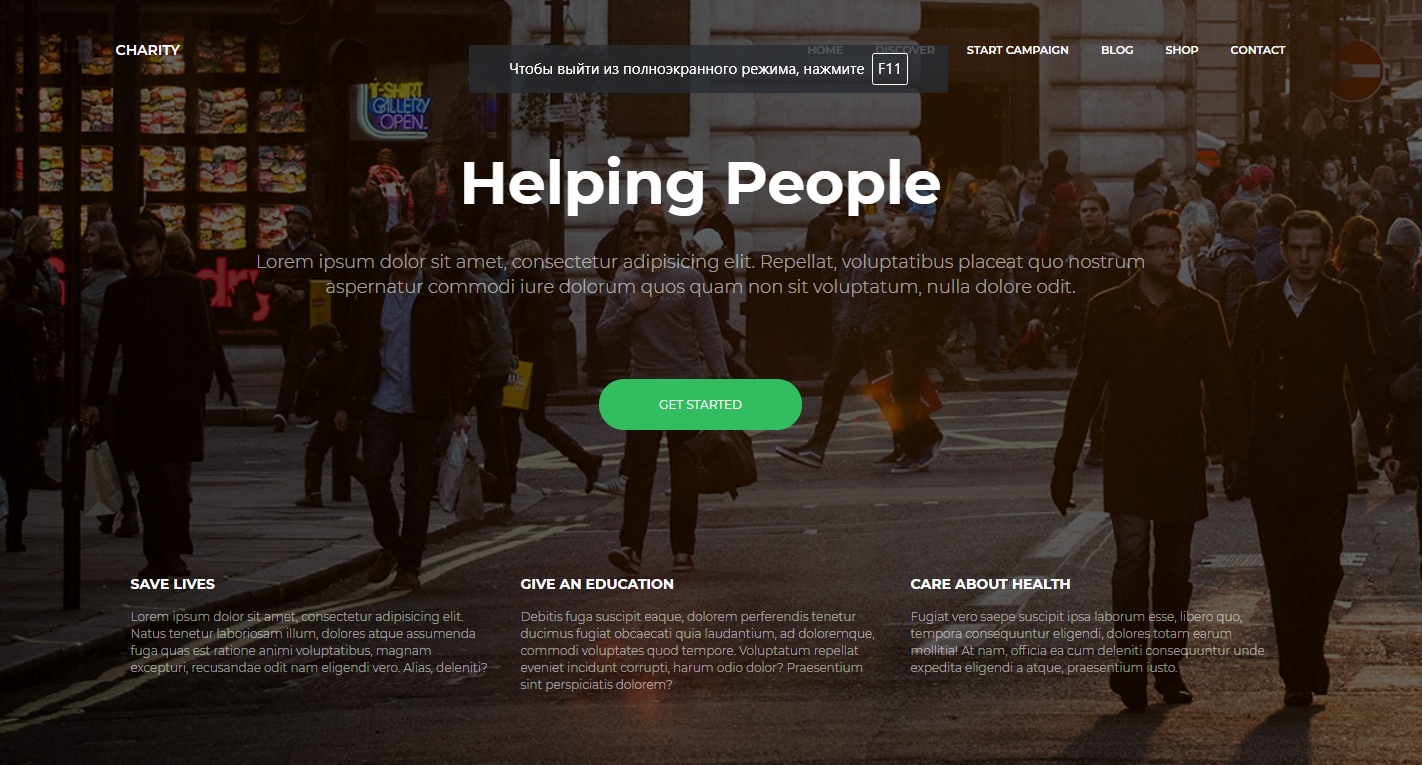 CHARITY
HOME DISCOVER START CAMPAIGN BLOG SHOP CONTACT
Чтобы выйти из полноэкранного режима, нажмите F11
T-SHIRT
GALLERY
OPEN
Helping People
Lorem ipsum dolor sit amet, consectetur adipisicing elit. Repellat, voluptatibus placeat quo nostrum
aspernatur commodi iure dolorum quos quam non sit voluptatum, nulla dolore odit.
GET STARTED
SAVE LIVES
Lorem ipsum dolor sit amet, consectetur adipisicing elit.
Natus tenetur laboriosam illum, dolores atque assumenda
fuga quas est ratione animi voluptatibus, magnam
excepturi, recusandae odit nam eligendi vero. Alias, deleniti?
GIVE AN EDUCATION
Debitis fuga suscipit eaque, dolorem perferendis tenetur
ducimus fugiat obcaecati quia laudantium, ad doloremque,
commodi voluptates quod tempore. Voluptatum repellat
eveniet incidunt corrupti, harum odio dolor? Praesentium
sint perspiciatis dolorem?
CARE ABOUT HEALTH
Fugiat vero saepe suscipit ipsa laborum esse, libero quo,
tempora consequuntur eligendi, dolores totam earum
mollitia! At nam, officia ea cum deleniti consequuntur unde
expedita eligendi a atque, praesentium iusto.